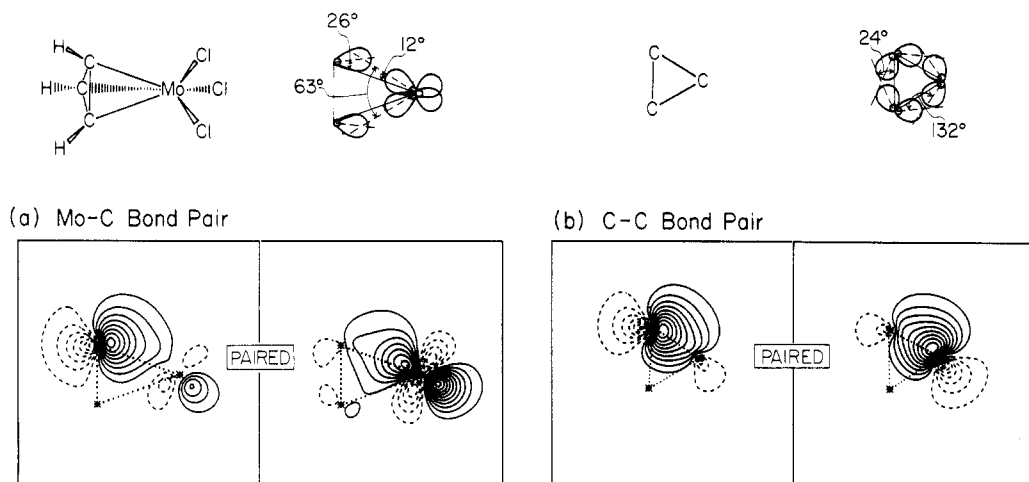 H
C
Cl
H
C
Mo
Cl
C
Cl
H
26°
12°
63°
C
C
C
24°
132°
(a) Mo-C Bond Pair
(b) C-C Bond Pair
PAIRED
PAIRED